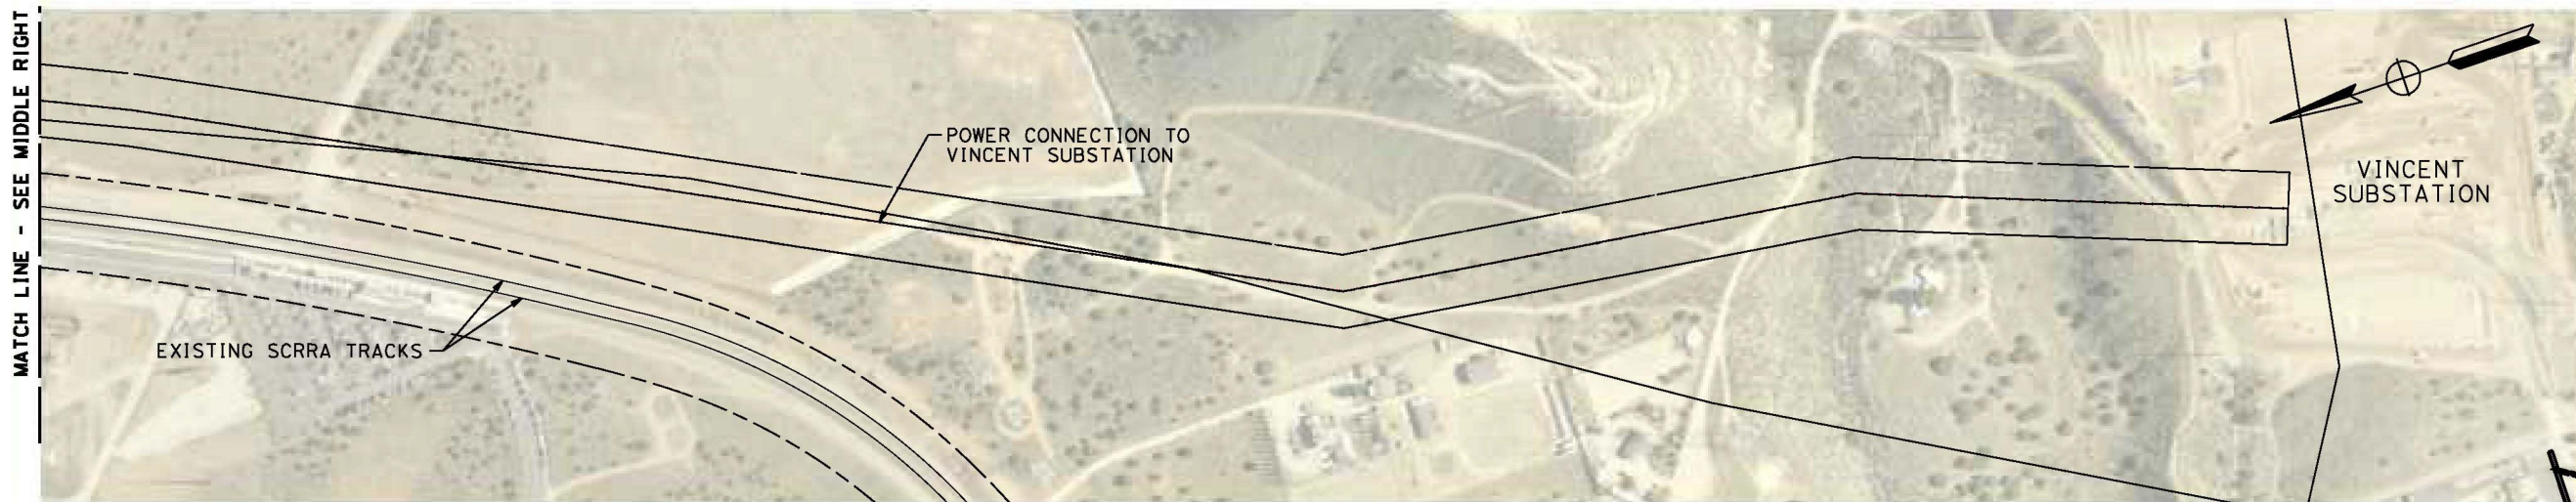 MATCH LINE - SEE MIDDLE RIGHT
POWER CONNECTION TO
VINCENT SUBSTATION
VINCENT
SUBSTATION
EXISTING SCRRA TRACKS